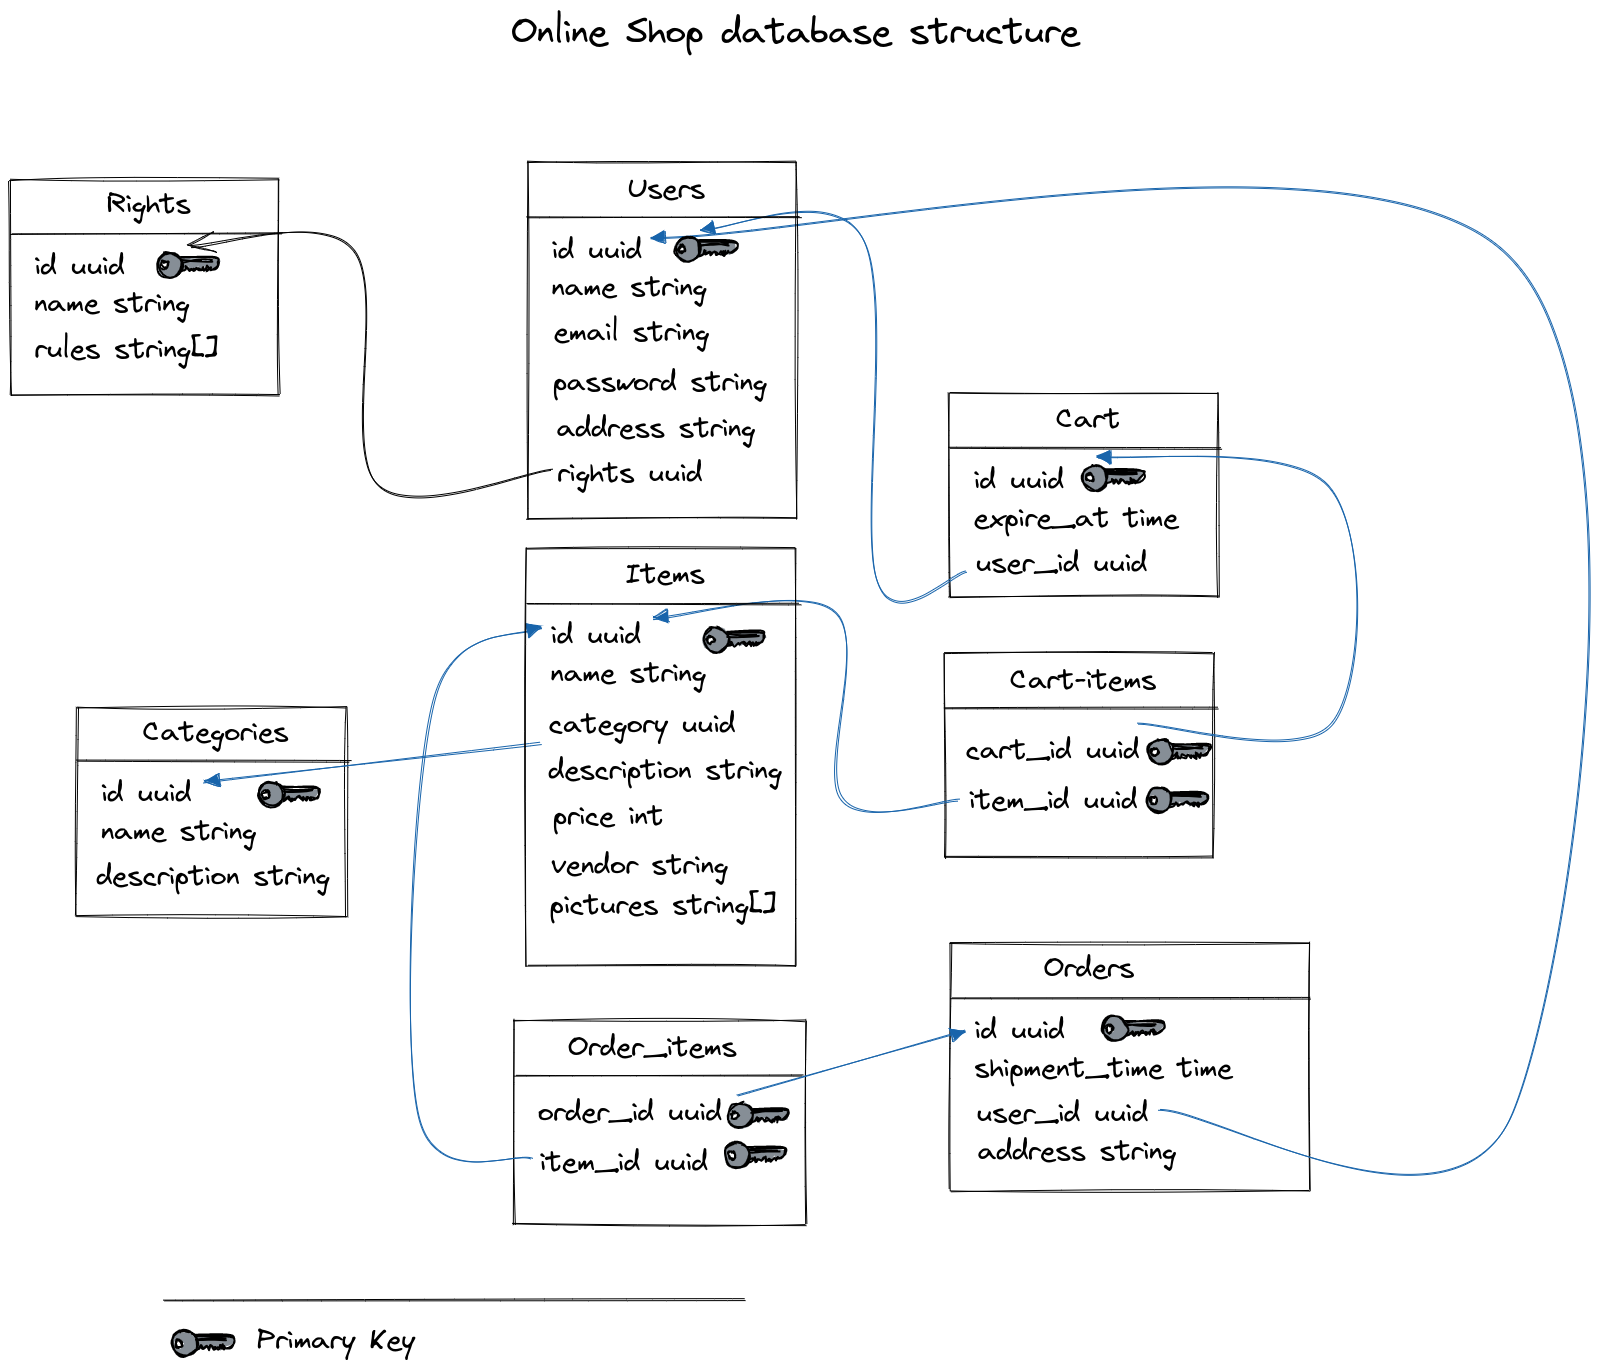 Online Shop database structure
Rights
id uuid
name string
rules string[]
Users
id uuid
name string
email string
password string
address string
rights uuid
Cart
id uuid
expire_at time
user_id uuid
Items
id uuid
name string
category uuid
description string
price int
vendor string
pictures string[]
Cart-items
cart_id uuid
item_id uuid
Categories
id uuid
name string
description string
Orders
id uuid
shipment_time time
user_id uuid
address string
Order_items
order_id uuid
item_id uuid
Primary Key